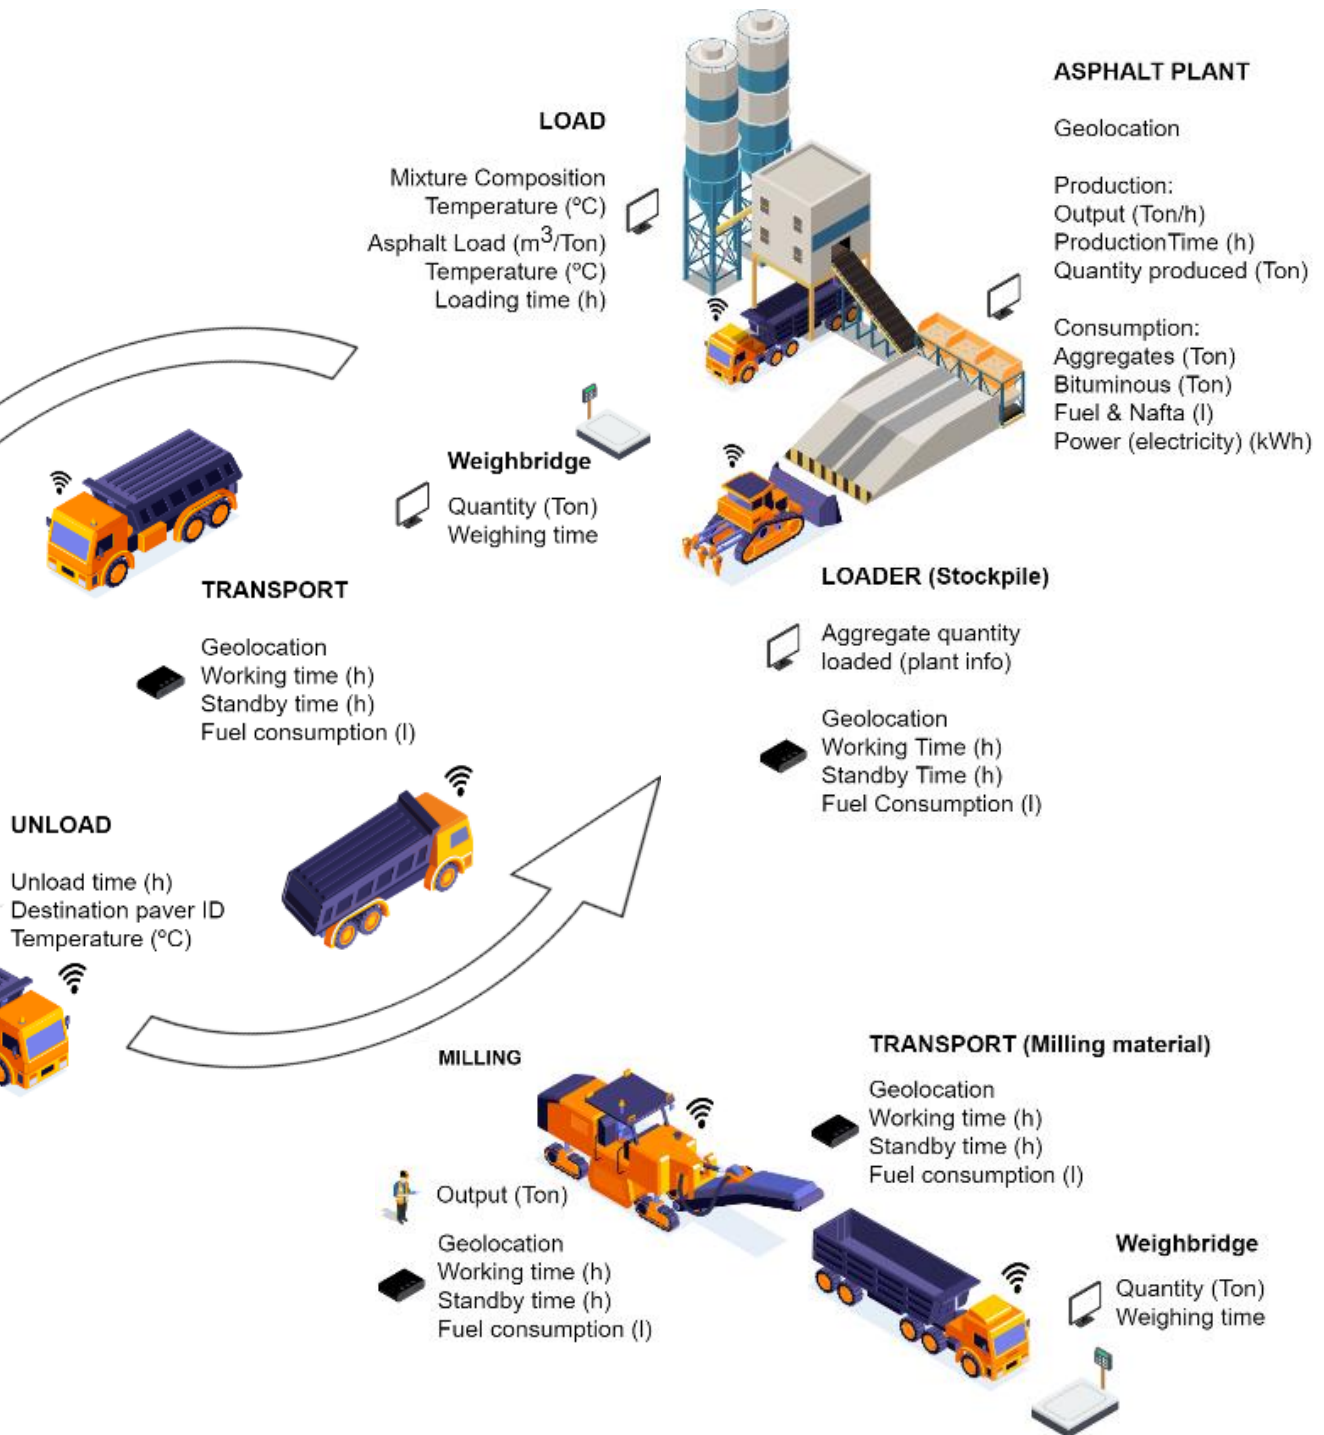 ASPHALT PLANT
Geolocation
Production:
Output (Ton/h)
ProductionTime (h)
Quantity produced (Ton)
Consumption:
Aggregates (Ton)
Bituminous (Ton)
Fuel & Nafta (l)
Power (electricity) (kWh)
LOAD
Mixture Composition
Temperature (ºC)
Asphalt Load (m³/Ton)
Temperature (ºC)
Loading time (h)
Weighbridge
Quantity (Ton)
Weighing time
TRANSPORT
Geolocation
Working time (h)
Standby time (h)
Fuel consumption (l)
LOADER (Stockpile)
Aggregate quantity
loaded (plant info)
Geolocation
Working Time (h)
Standby Time (h)
Fuel Consumption (l)
UNLOAD
Unload time (h)
Destination paver ID
Temperature (ºC)
MILLING
Output (Ton)
Geolocation
Working time (h)
Standby time (h)
Fuel consumption (l)
TRANSPORT (Milling material)
Geolocation
Working time (h)
Standby time (h)
Fuel consumption (l)
Weighbridge
Quantity (Ton)
Weighing time